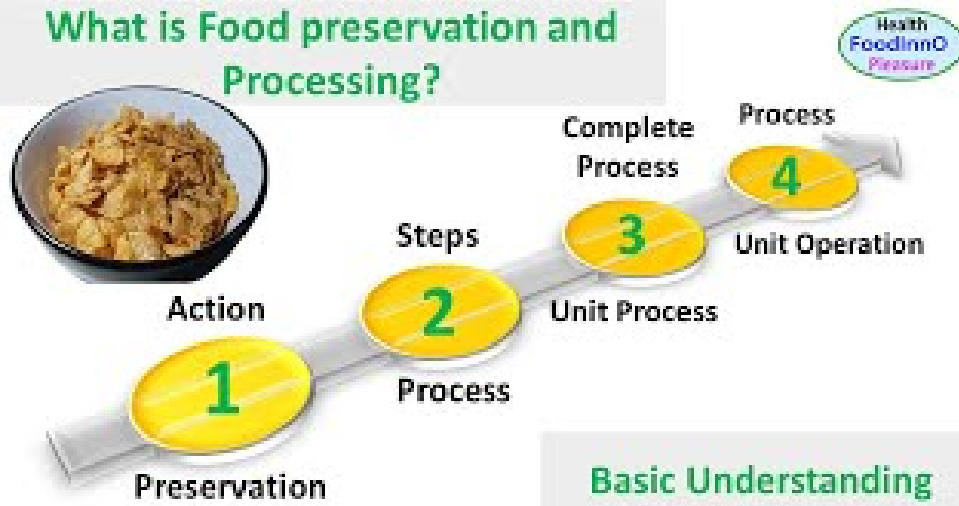 What is Food preservation and
Processing?
Health
FoodInnO
Pleasure
Action
1
Preservation
Steps
2
Process
Complete
Process
3
Unit Process
Process
4
Unit Operation
Basic Understanding